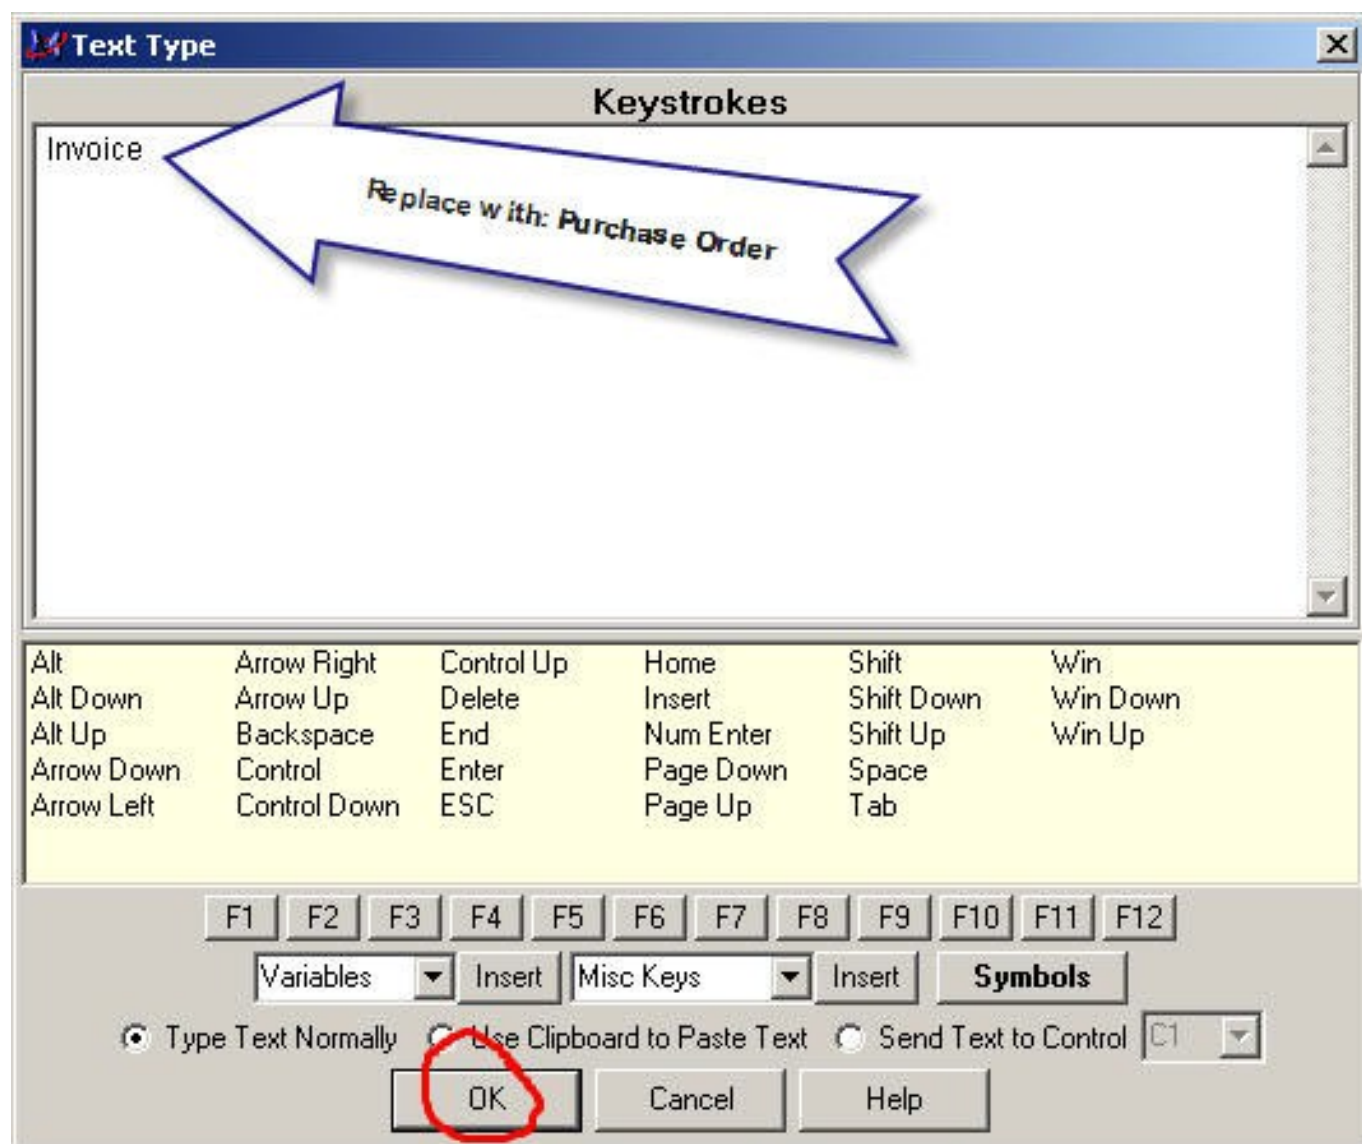 Text Type
Keystrokes
Invoice
Replace with: Purchase Order
Alt Arrow Right Control Up Home Shift Win
Alt Down Arrow Up Delete Insert Shift Down Win Down
Alt Up Backspace End Num Enter Shift Up Win Up
Arrow Down Control Enter Page Down Space
Arrow Left Control Down ESC Page Up Tab
F1 F2 F3 F4 F5 F6 F7 F8 F9 F10 F11 F12
Variables Insert Misc Keys Insert Symbols
Type Text Normally Use Clipboard to Paste Text Send Text to Control C1
OK Cancel Help